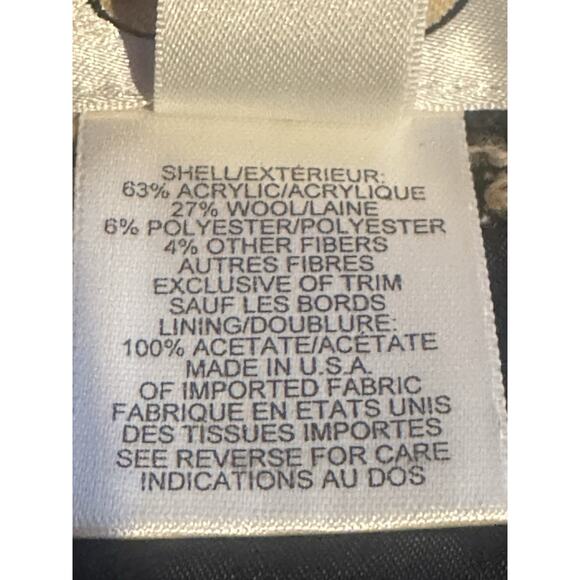 SHELL/EXTÉRIEUR:
63% ACRYLIC/ACRYLIQUE
27% WOOL/LAINE
6% POLYESTER/POLYESTER
4% OTHER FIBERS
AUTRES FIBRES
EXCLUSIVE OF TRIM
SAUF LES BORDS
LINING/DOUBLURE:
100% ACETATE/ACÉTATE
MADE IN U.S.A.
OF IMPORTED FABRIC
FABRIQUE EN ETATS UNIS
DES TISSUES IMPORTES
SEE REVERSE FOR CARE
INDICATIONS AU DOS